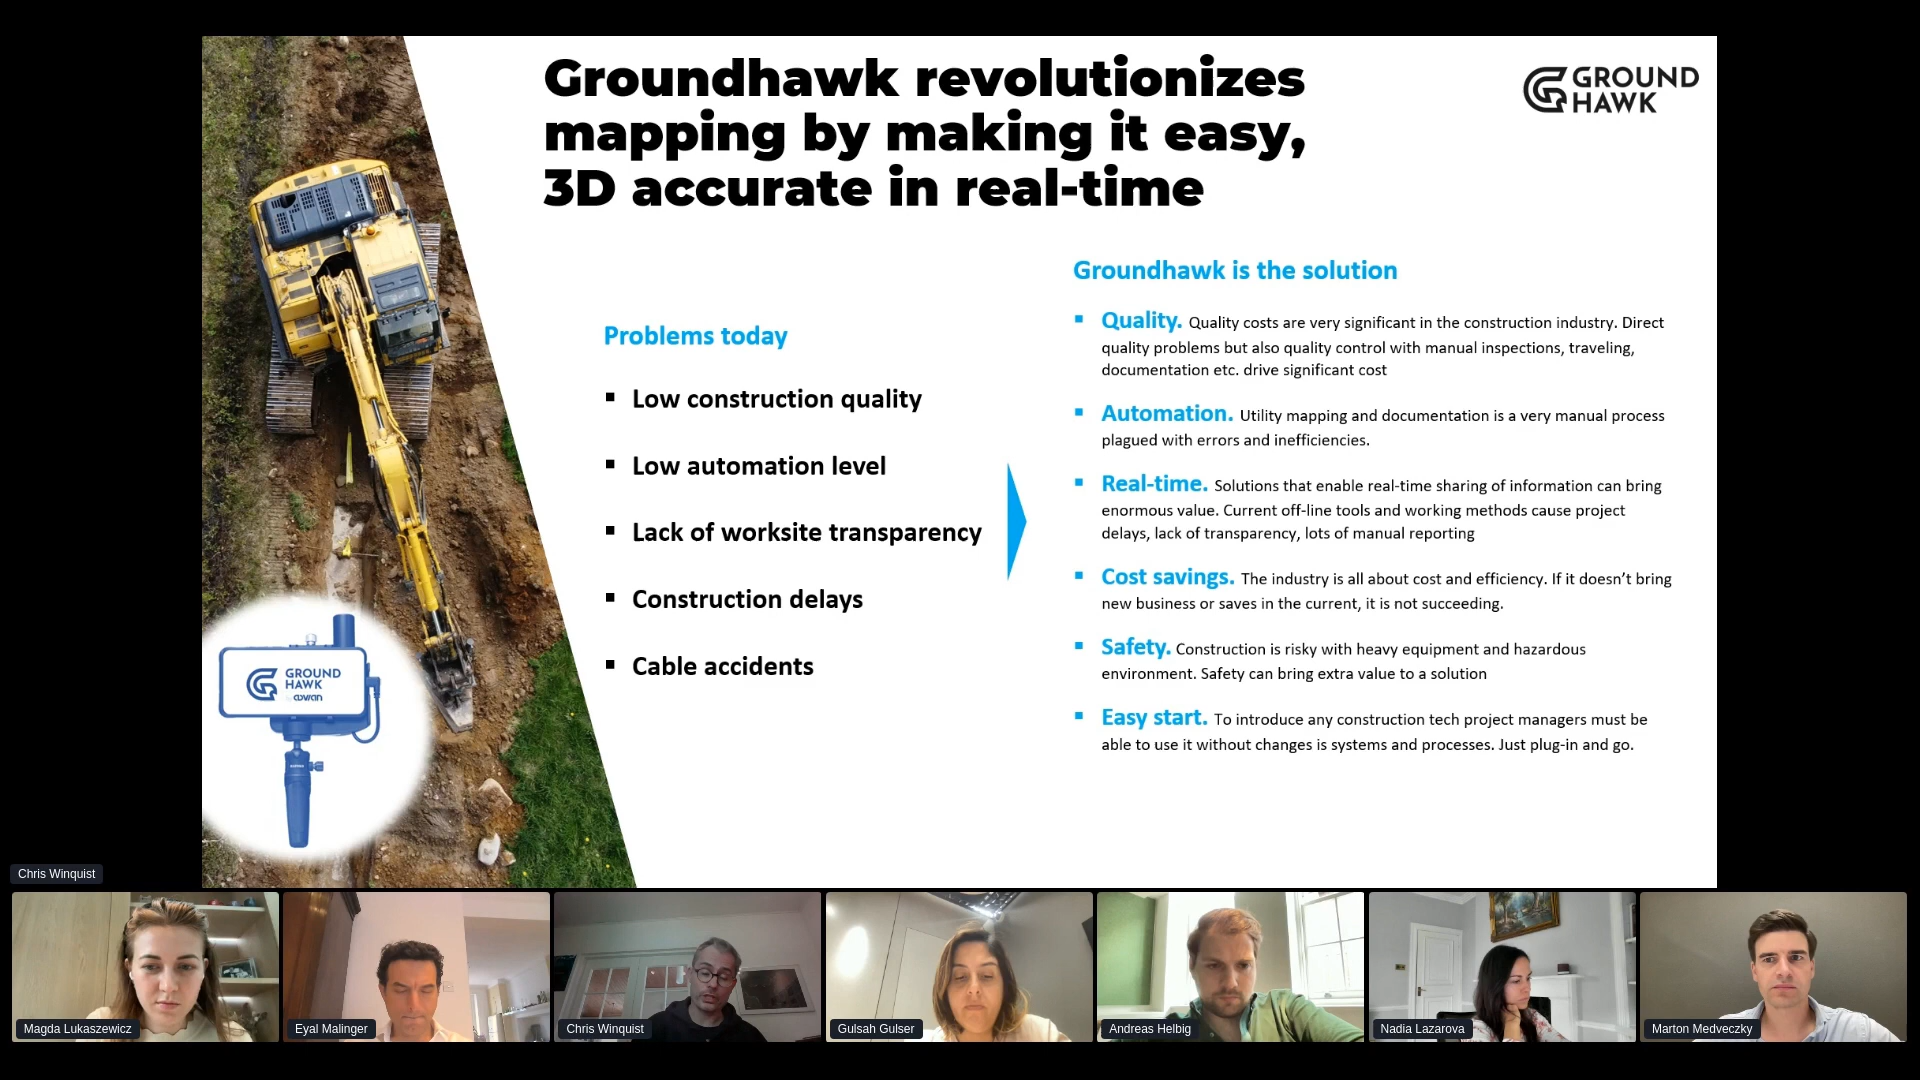 Groundhawk revolutionizes
mapping by making it easy,
3D accurate in real-time
GROUND
HAWK
Problems today
▪ Low construction quality
▪ Low automation level
▪ Lack of worksite transparency
▪ Construction delays
▪ Cable accidents
Groundhawk is the solution
▪ Quality. Quality costs are very significant in the construction industry. Direct
quality problems but also quality control with manual inspections, traveling,
documentation etc. drive significant cost
▪ Automation. Utility mapping and documentation is a very manual process
plagued with errors and inefficiencies.
▪ Real-time. Solutions that enable real-time sharing of information can bring
enormous value. Current off-line tools and working methods cause project
delays, lack of transparency, lots of manual reporting
▪ Cost savings. The industry is all about cost and efficiency. If it doesn’t bring
new business or saves in the current, it is not succeeding.
▪ Safety. Construction is risky with heavy equipment and hazardous
environment. Safety can bring extra value to a solution
▪ Easy start. To introduce any construction tech project managers must be
able to use it without changes is systems and processes. Just plug-in and go.
GROUND
HAWK
Chris Winquist
Magda Lukaszewicz
Eyal Malinger
Chris Winquist
Gulsah Gulser
Andreas Helbig
Nadia Lazarova
Marton Medveczky